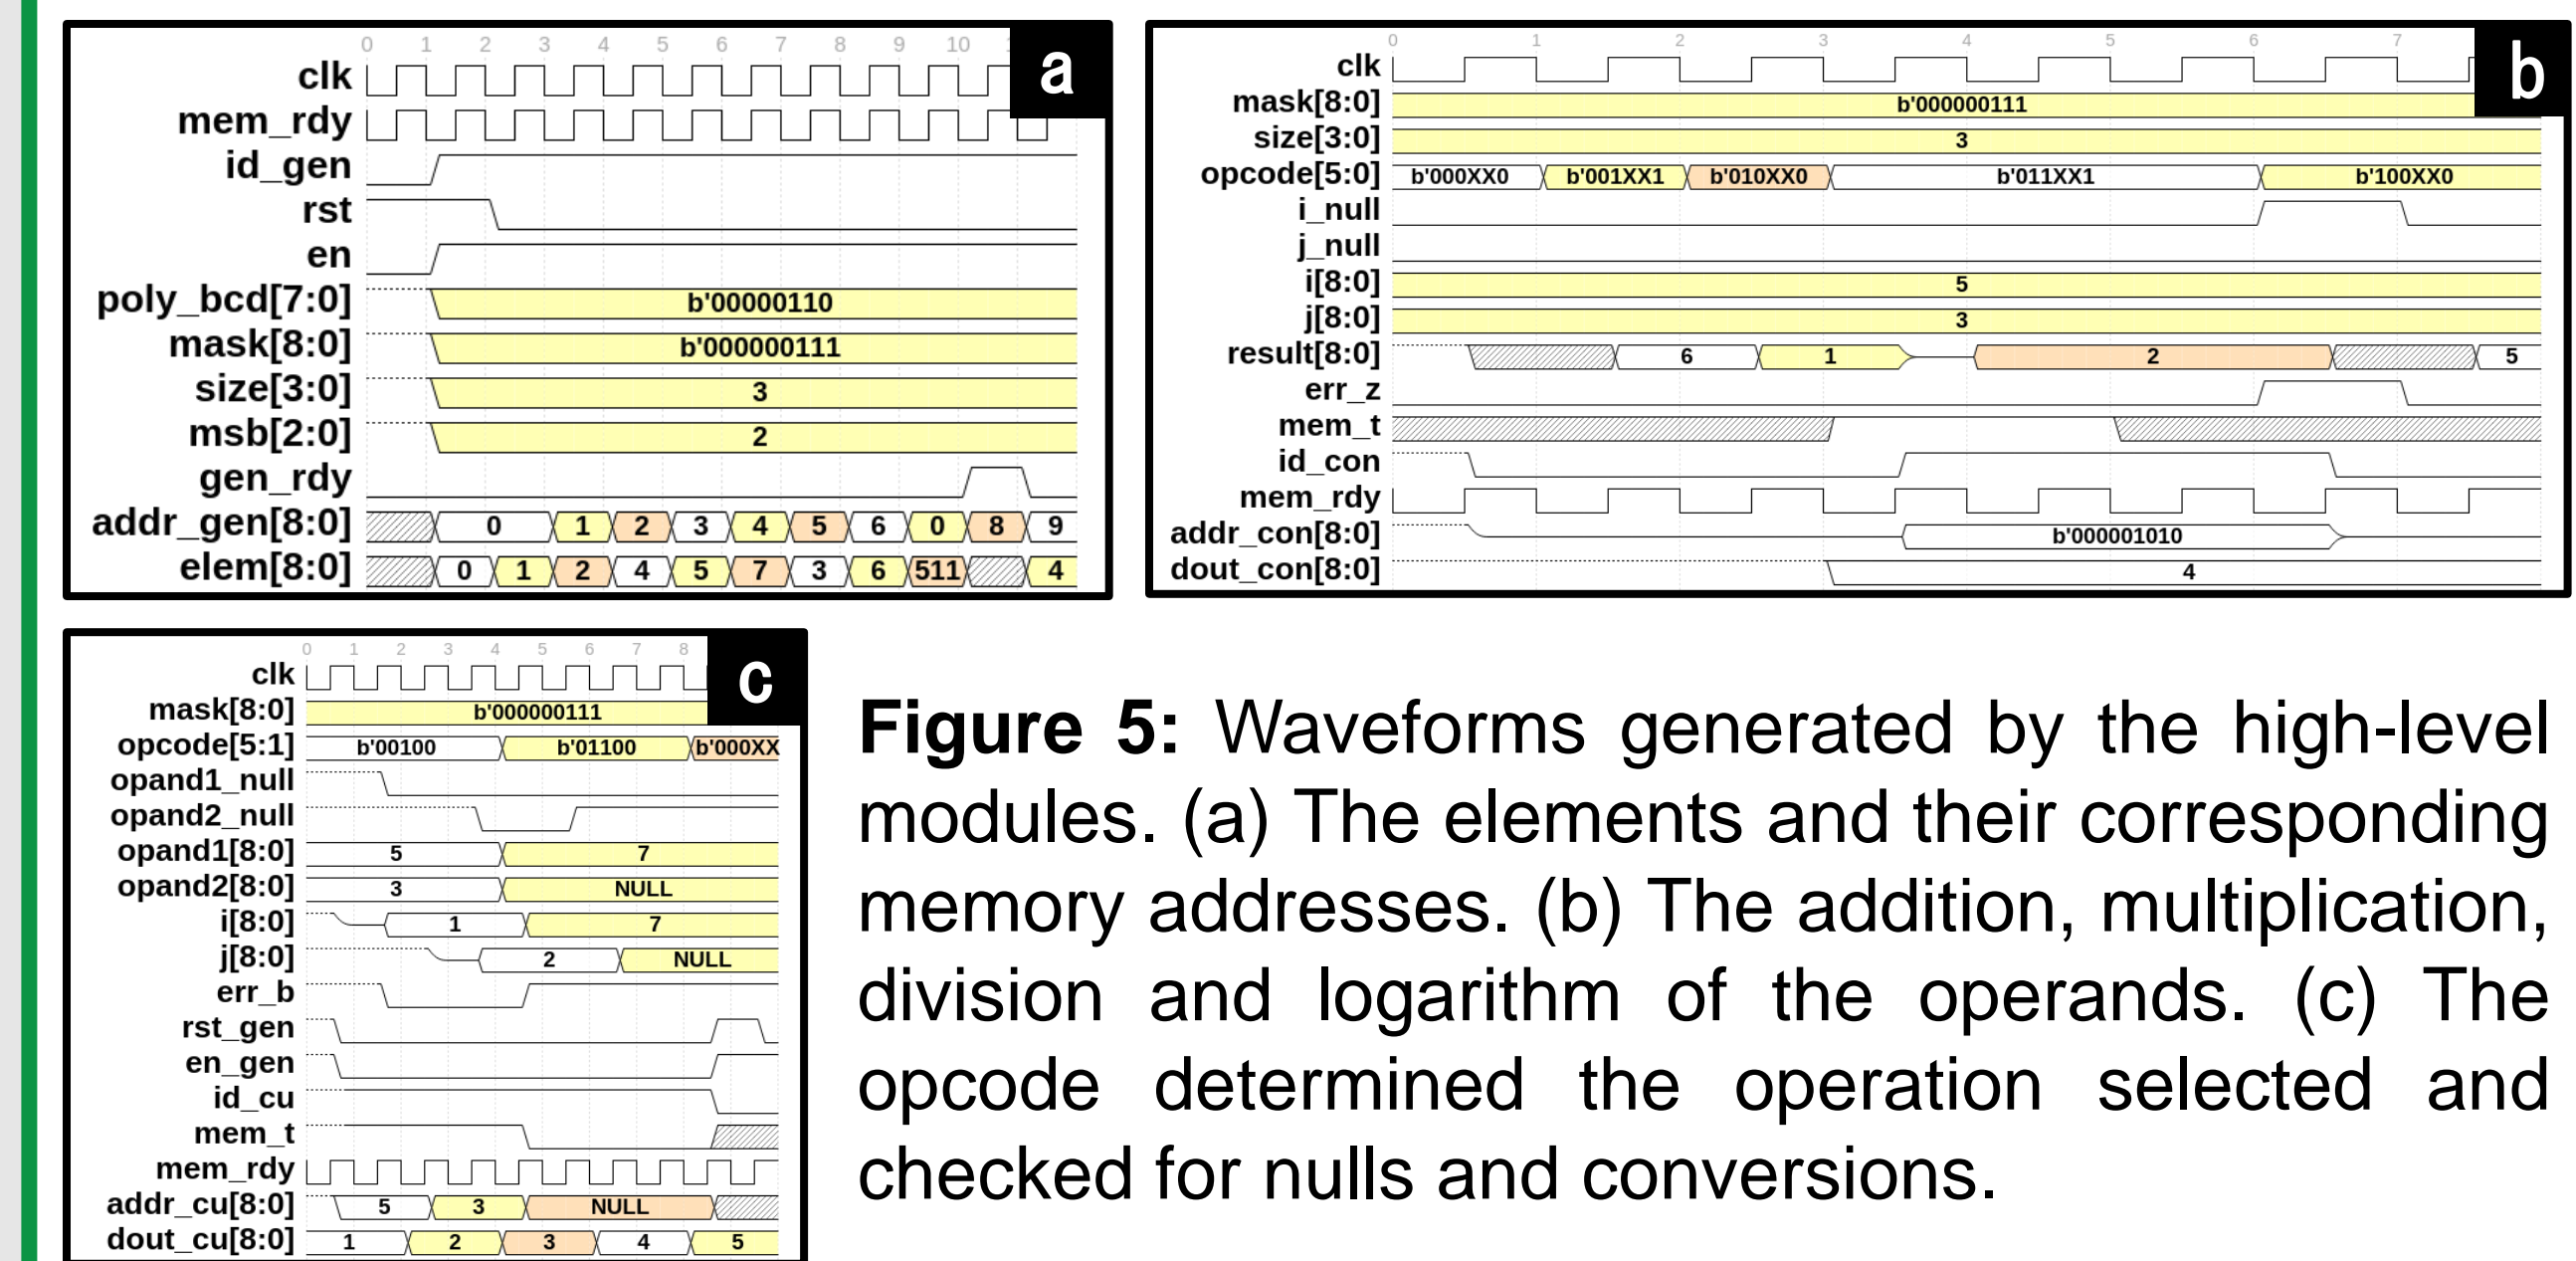 0 1 2 3 4 5 6 7 8 9 10
a
clk
mem_rdy
id_gen
rst
en
poly_bcd[7:0] b'00000110
mask[8:0] b'000000111
size[3:0] 3
msb[2:0] 2
gen_rdy
addr_gen[8:0] 0 1 2 3 4 5 6 0 8 9
elem[8:0] 0 1 2 4 5 7 3 6 511 4
0 1 2 3 4 5 6 7
b
clk
mask[8:0] b'000000111
size[3:0] 3
opcode[5:0] b'000XX0 b'001XX1 b'010XX0 b'011XX1 b'100XX0
i_null
j_null
i[8:0] 5
j[8:0] 3
result[8:0] 6 1 2 5
err_z
mem_t
id_con
mem_rdy
addr_con[8:0] b'000001010
dout_con[8:0] 4
0 1 2 3 4 5 6 7 8
c
clk
mask[8:0] b'000000111
opcode[5:1] b'00100 b'01100 b'000XX
opand1_null
opand2_null
opand1[8:0] 5 7
opand2[8:0] 3 NULL
i[8:0] 1 7
j[8:0] 2 NULL
err_b
rst_gen
en_gen
id_cu
mem_t
mem_rdy
addr_cu[8:0] 5 3 NULL
dout_cu[8:0] 1 2 3 4 5
Figure 5: Waveforms generated by the high-level
modules. (a) The elements and their corresponding
memory addresses. (b) The addition, multiplication,
division and logarithm of the operands. (c) The
opcode determined the operation selected and
checked for nulls and conversions.